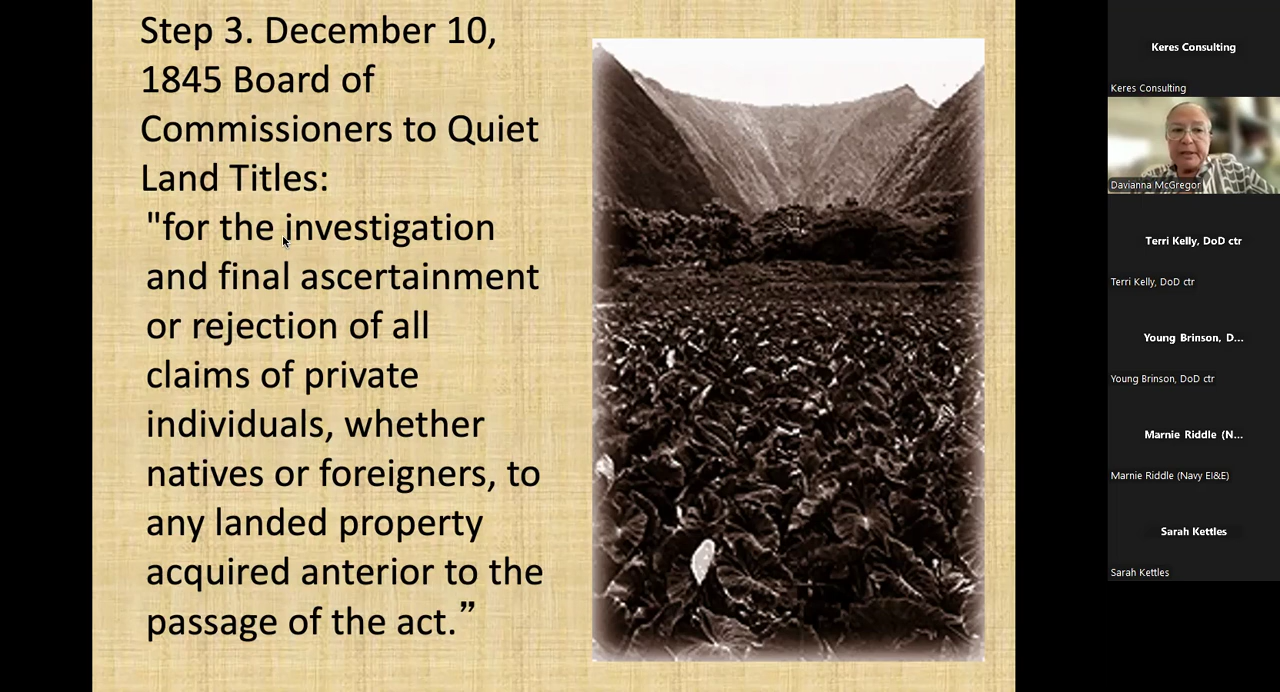 Step 3. December 10,
1845 Board of
Commissioners to Quiet
Land Titles:
"for the investigation
and final ascertainment
or rejection of all
claims of private
individuals, whether
natives or foreigners, to
any landed property
acquired anterior to the
passage of the act.”
Keres Consulting
Keres Consulting
Davianna McGregor
Terri Kelly, DoD ctr
Terri Kelly, DoD ctr
Young Brinson, D...
Young Brinson, DoD ctr
Marnie Riddle (N...
Marnie Riddle (Navy EI&E)
Sarah Kettles
Sarah Kettles